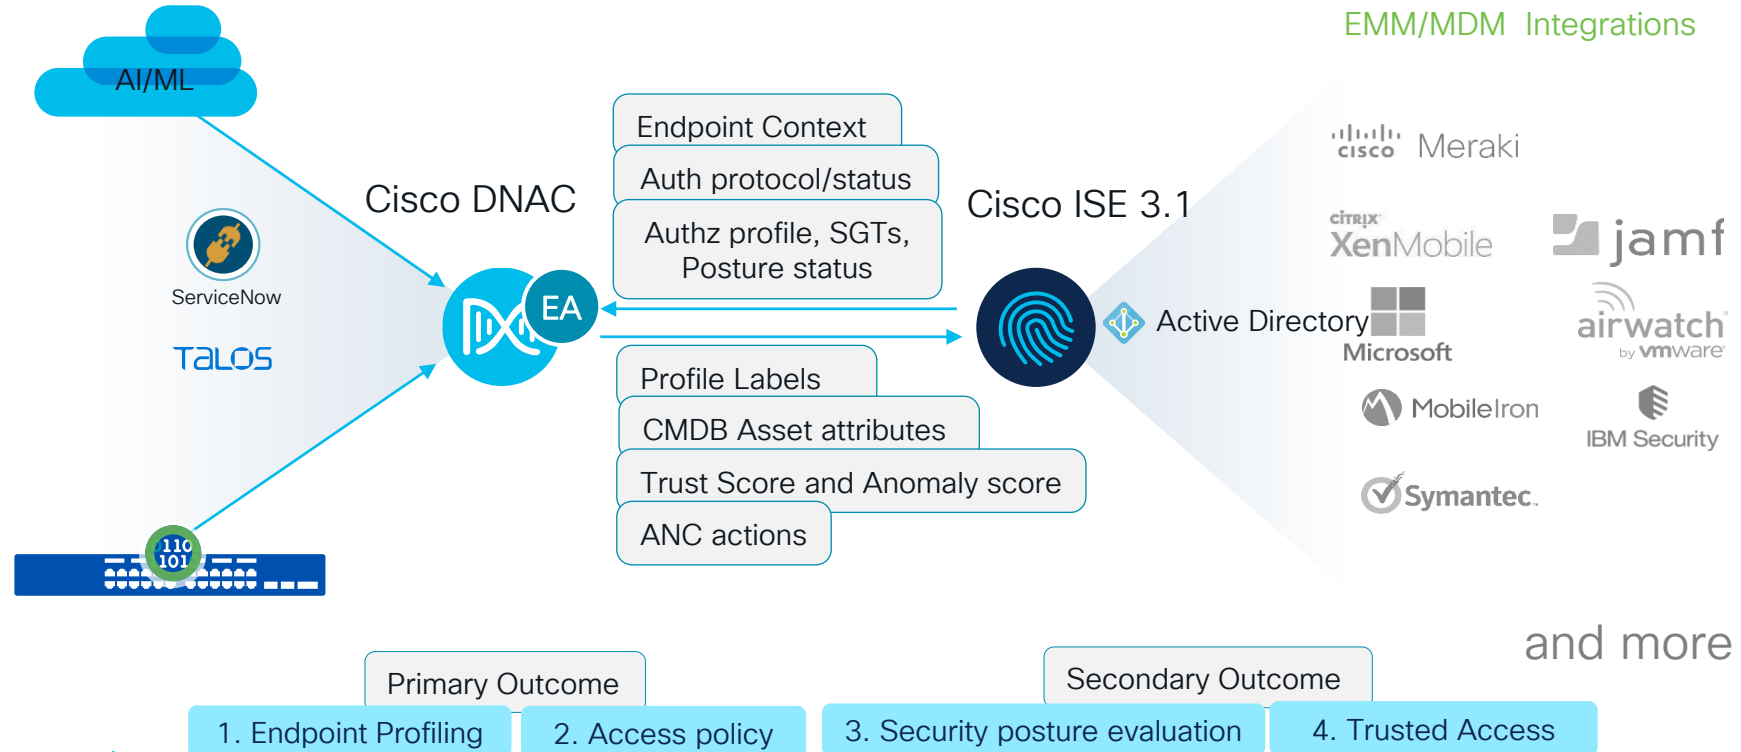 EMM/MDM Integrations
AI/ML
Endpoint Context
Auth protocol/status
Authz profile, SGTs,
Posture status
Cisco DNAC
Cisco ISE 3.1
ServiceNow
TALOS
EA
Active Directory
Profile Labels
CMDB Asset attributes
Trust Score and Anomaly score
ANC actions
110
101
CISCO Meraki
CITRIX
XenMobile
jamf
Microsoft
airwatch
by vmware
MobileIron
IBM Security
Symantec.
and more
Primary Outcome
Secondary Outcome
1. Endpoint Profiling
2. Access policy
3. Security posture evaluation
4. Trusted Access